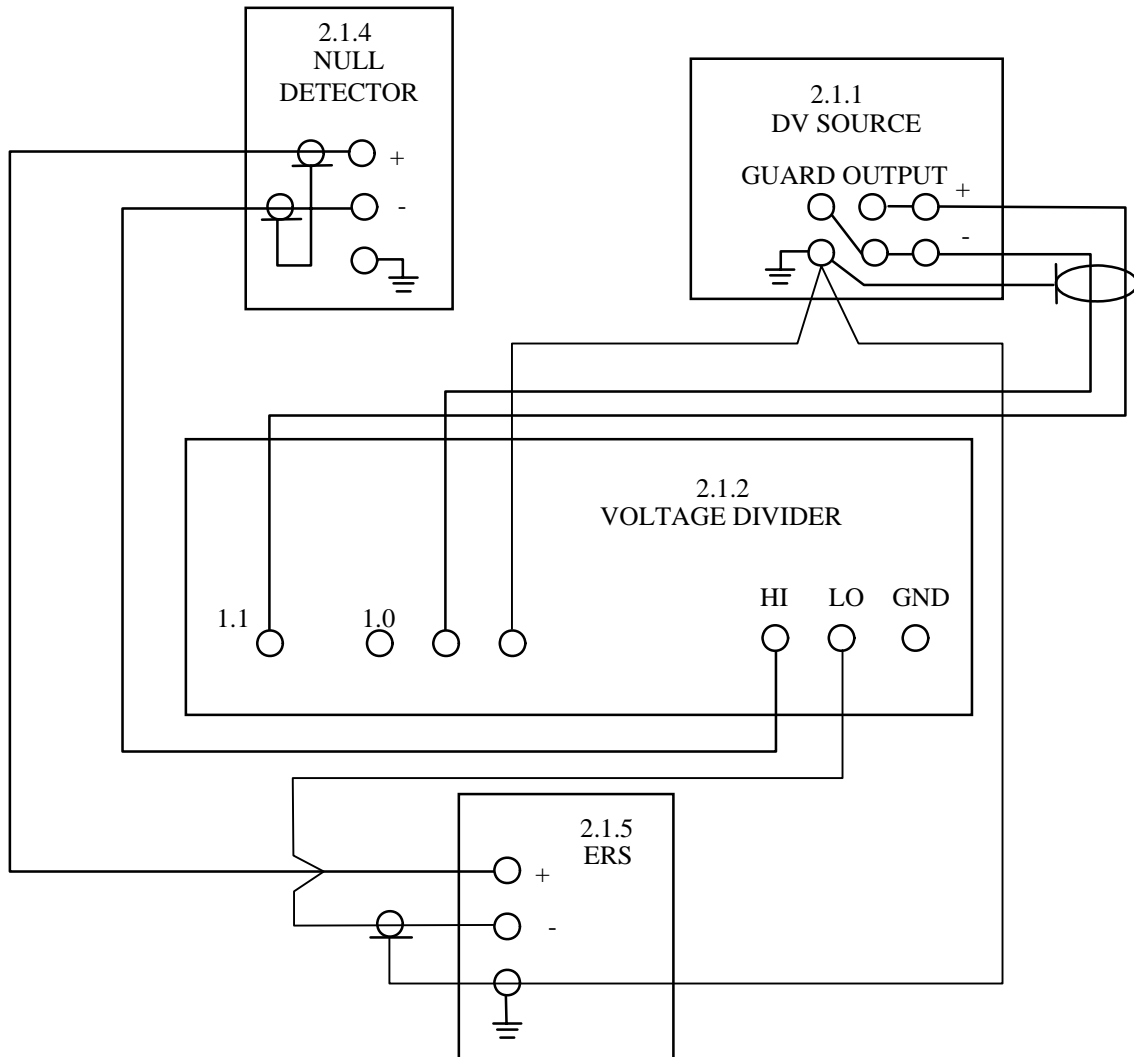 2.1.4
NULL
DETECTOR
+
-
2.1.1
DV SOURCE
GUARD OUTPUT
+
-
2.1.2
VOLTAGE DIVIDER
1.1
1.0
HI LO GND
2.1.5
ERS
+
-